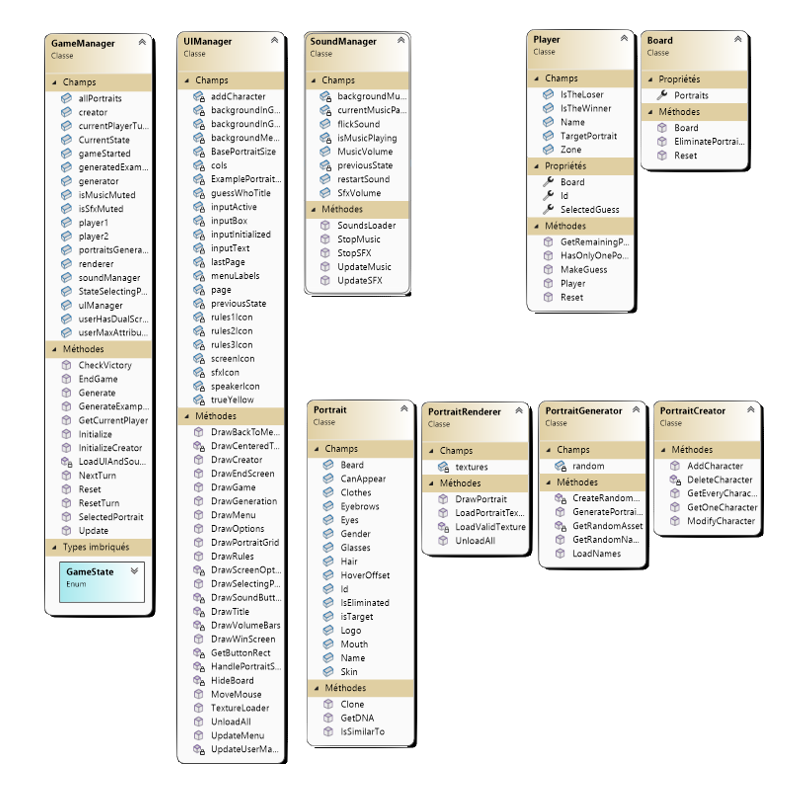 GameManager
Classe
Champs
allPortraits
creator
currentPlayerTu...
CurrentState
gameStarted
generatedExam...
generator
isMusicMuted
isSfxMuted
player1
player2
portraitsGenera...
renderer
soundManager
StateSelectingP...
uiManager
userHasDualScr...
userMaxAttribu...
Méthodes
CheckVictory
EndGame
Generate
GenerateExamp...
GetCurrentPlayer
Initialize
InitializeCreator
LoadUIAndSou...
NextTurn
Reset
ResetTurn
SelectedPortrait
Update
Types imbriqués
GameState
Enum
UIManager
Classe
Champs
addCharacter
backgroundInG...
backgroundInG...
backgroundMe...
BasePortraitSize
cols
ExamplePortrait...
guessWhoTitle
inputActive
inputBox
inputInitialized
inputText
lastPage
menuLabels
page
previousState
rules1Icon
rules2Icon
rules3Icon
screenIcon
sfxIcon
speakerIcon
trueYellow
Méthodes
DrawBackToMe...
DrawCenteredT...
DrawCreator
DrawEndScreen
DrawGame
DrawGeneration
DrawMenu
DrawOptions
DrawPortraitGrid
DrawRules
DrawScreenOpt...
DrawSelectingP...
DrawSoundButt...
DrawTitle
DrawVolumeBars
DrawWinScreen
GetButtonRect
HandlePortraitS...
HideBoard
MoveMouse
TextureLoader
UnloadAll
UpdateMenu
UpdateUserMa...
SoundManager
Classe
Champs
backgroundMu...
currentMusicPa...
flickSound
isMusicPlaying
MusicVolume
previousState
restartSound
SfxVolume
Méthodes
SoundsLoader
StopMusic
StopSFX
UpdateMusic
UpdateSFX
Player
Classe
Champs
IsTheLoser
IsTheWinner
Name
TargetPortrait
Zone
Propriétés
Board
Id
SelectedGuess
Méthodes
GetRemainingP...
HasOnlyOnePo...
MakeGuess
Player
Reset
Board
Classe
Propriétés
Portraits
Méthodes
Board
EliminatePortrai...
Reset
Portrait
Classe
Champs
Beard
CanAppear
Clothes
Eyebrows
Eyes
Gender
Glasses
Hair
HoverOffset
Id
IsEliminated
isTarget
Logo
Mouth
Name
Skin
Méthodes
Clone
GetDNA
IsSimilarTo
PortraitRenderer
Classe
Champs
textures
Méthodes
DrawPortrait
LoadPortraitTex...
LoadValidTexture
UnloadAll
PortraitGenerator
Classe
Champs
random
Méthodes
CreateRandom...
GeneratePortrai...
GetRandomAsset
GetRandomNa...
LoadNames
PortraitCreator
Classe
Méthodes
AddCharacter
DeleteCharacter
GetEveryCharac...
GetOneCharacter
ModifyCharacter